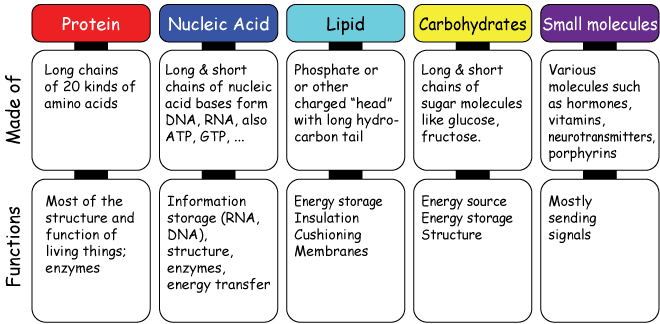 Protein
Nucleic Acid
Lipid
Carbohydrates
Small molecules
Made of
Long chains
of 20 kinds of
amino acids
Long & short
chains of nucleic
acid bases form
DNA, RNA, also
ATP, GTP, ...
Phosphate or
or other
charged “head”
with long hydro-
carbon tail
Long & short
chains of
sugar molecules
like glucose,
fructose.
Various
molecules such
as hormones,
vitamins,
neurotransmitters,
porphyrins
Functions
Most of the
structure and
function of
living things;
enzymes
Information
storage (RNA,
DNA),
structure,
enzymes,
energy transfer
Energy storage
Insulation
Cushioning
Membranes
Energy source
Energy storage
Structure
Mostly
sending
signals